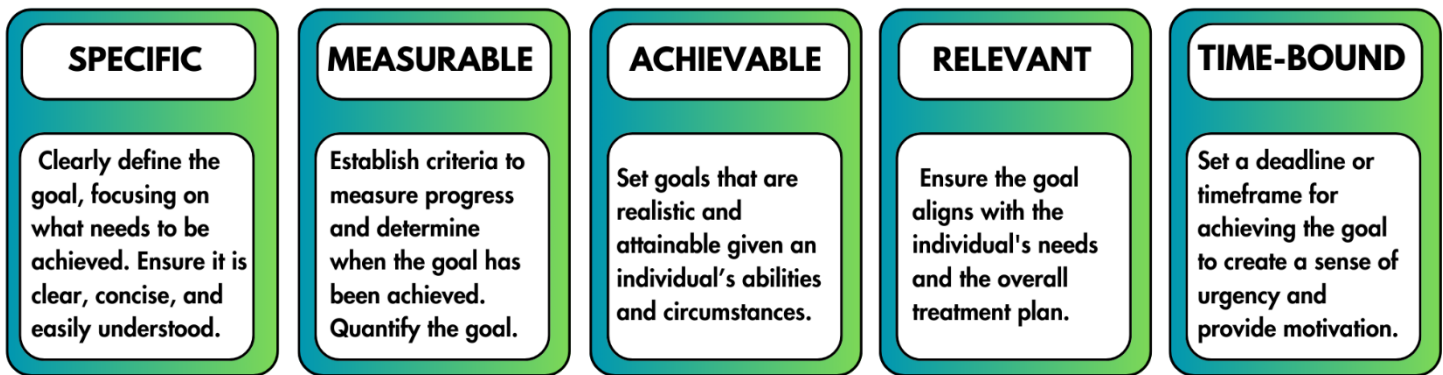 SPECIFIC
Clearly define the
goal, focusing on
what needs to be
achieved. Ensure it is
clear, concise, and
easily understood.
MEASURABLE
Establish criteria to
measure progress
and determine
when the goal has
been achieved.
Quantify the goal.
ACHIEVABLE
Set goals that are
realistic and
attainable given an
individual’s abilities
and circumstances.
RELEVANT
Ensure the goal
aligns with the
individual's needs
and the overall
treatment plan.
TIME-BOUND
Set a deadline or
timeframe for
achieving the goal
to create a sense of
urgency and
provide motivation.